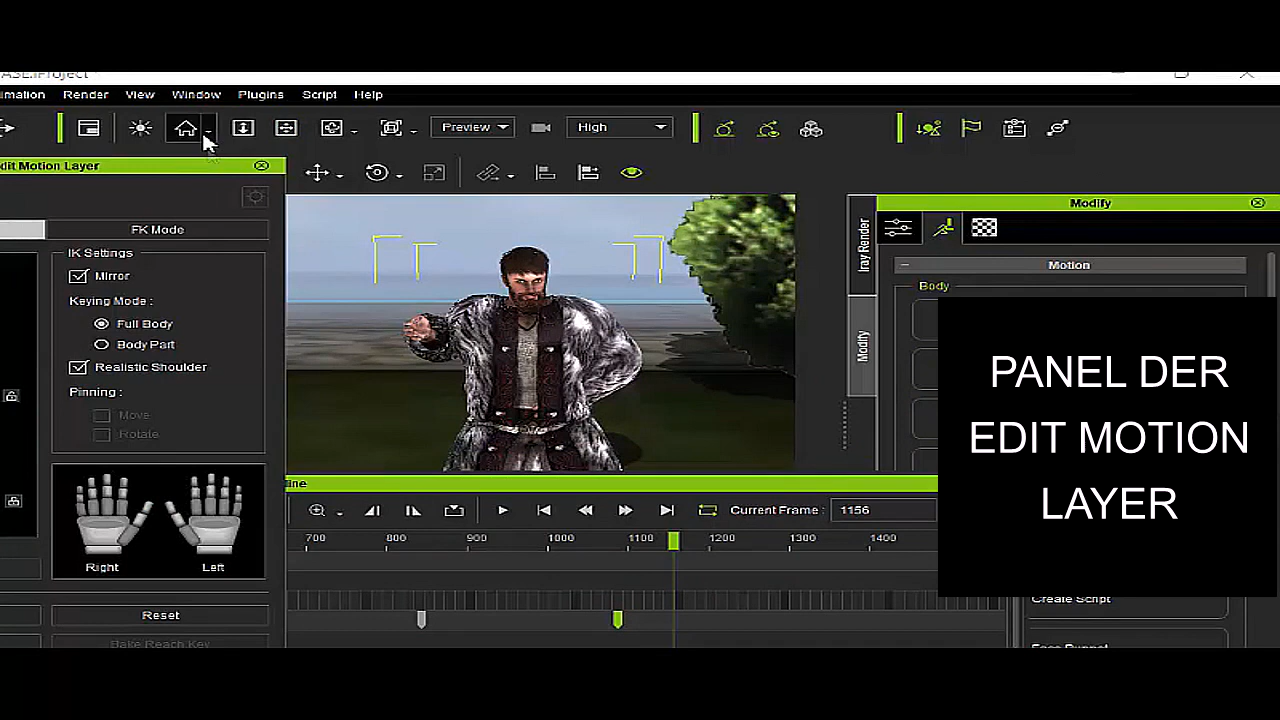 ASE.iProject
imation Render View Window Plugins Script Help
Preview High
dit Motion Layer
Modify
FK Mode
IK Settings
Mirror
Keying Mode :
Full Body
Body Part
Realistic Shoulder
Pinning :
Move
Rotate
Right Left
Reset
Bake Reach Key
Iray Render
Modify
Motion
Body
PANEL DER
EDIT MOTION
LAYER
line
Current Frame : 1156
700 800 900 1000 1100 1200 1300 1400
Create Script
Face Puppet